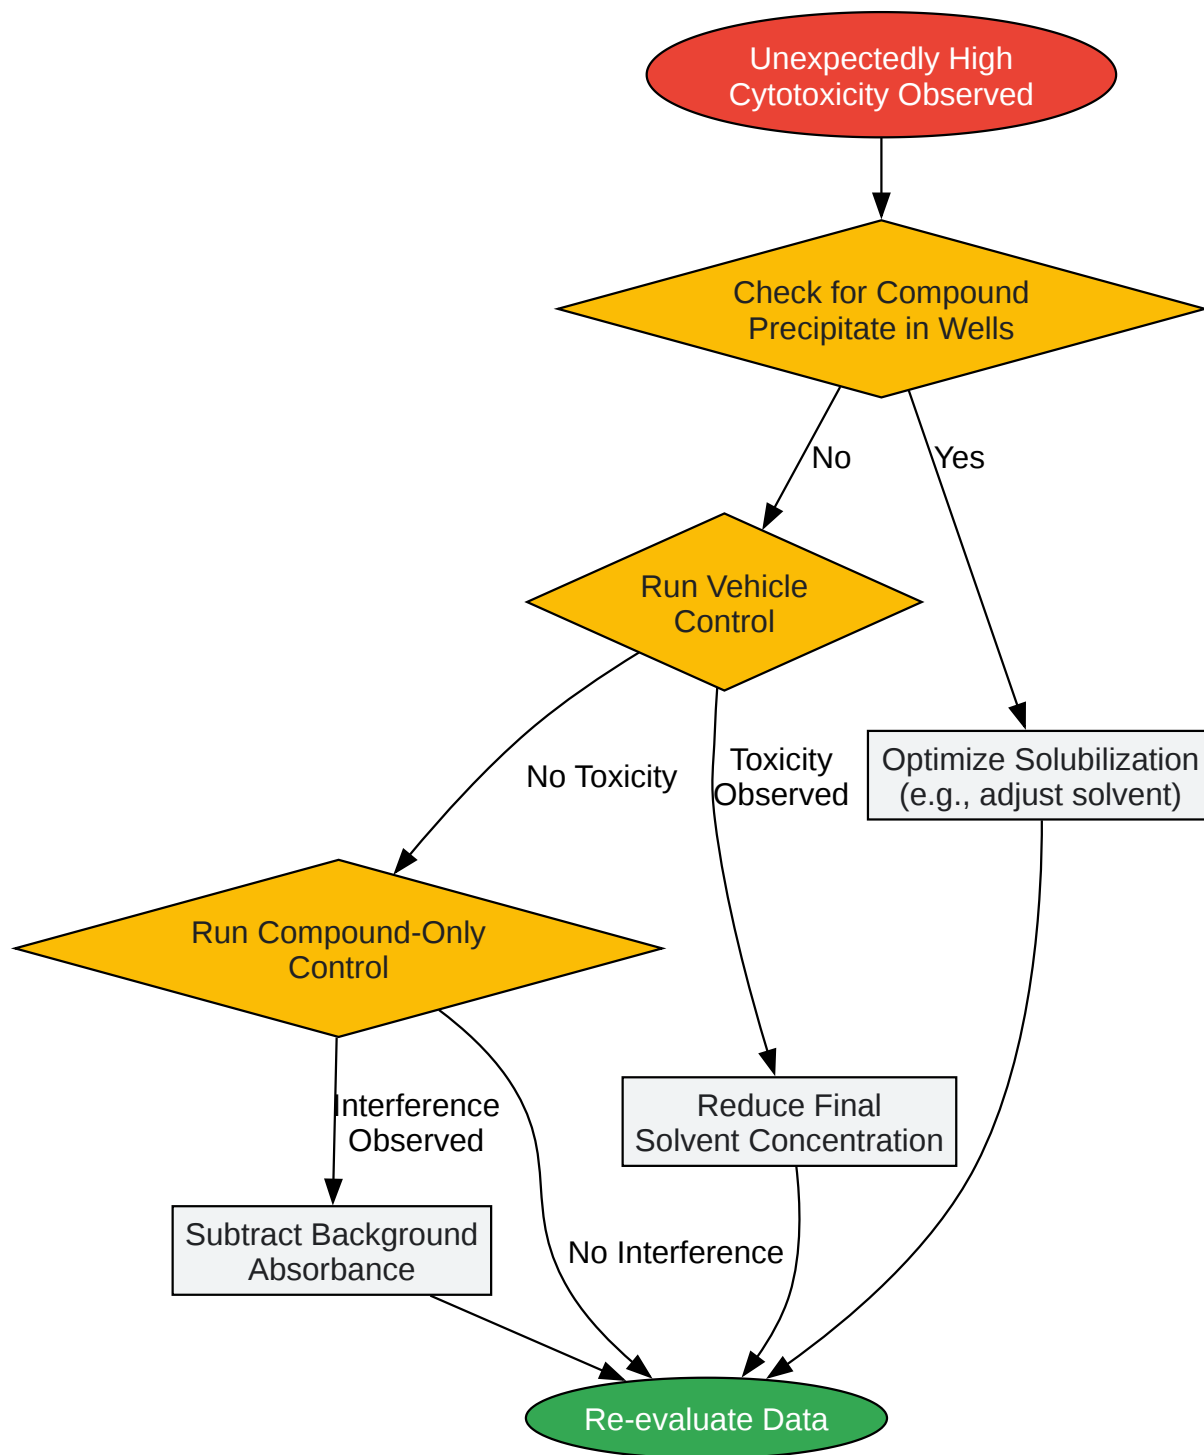 Unexpectedly High
Cytotoxicity Observed
Check for Compound
Precipitate in Wells
No
Yes
Run Vehicle
Control
No Toxicity
Toxicity
Observed
Optimize Solubilization
(e.g., adjust solvent)
Run Compound-Only
Control
Interference
Observed
Reduce Final
Solvent Concentration
Subtract Background
Absorbance
No Interference
Re-evaluate Data